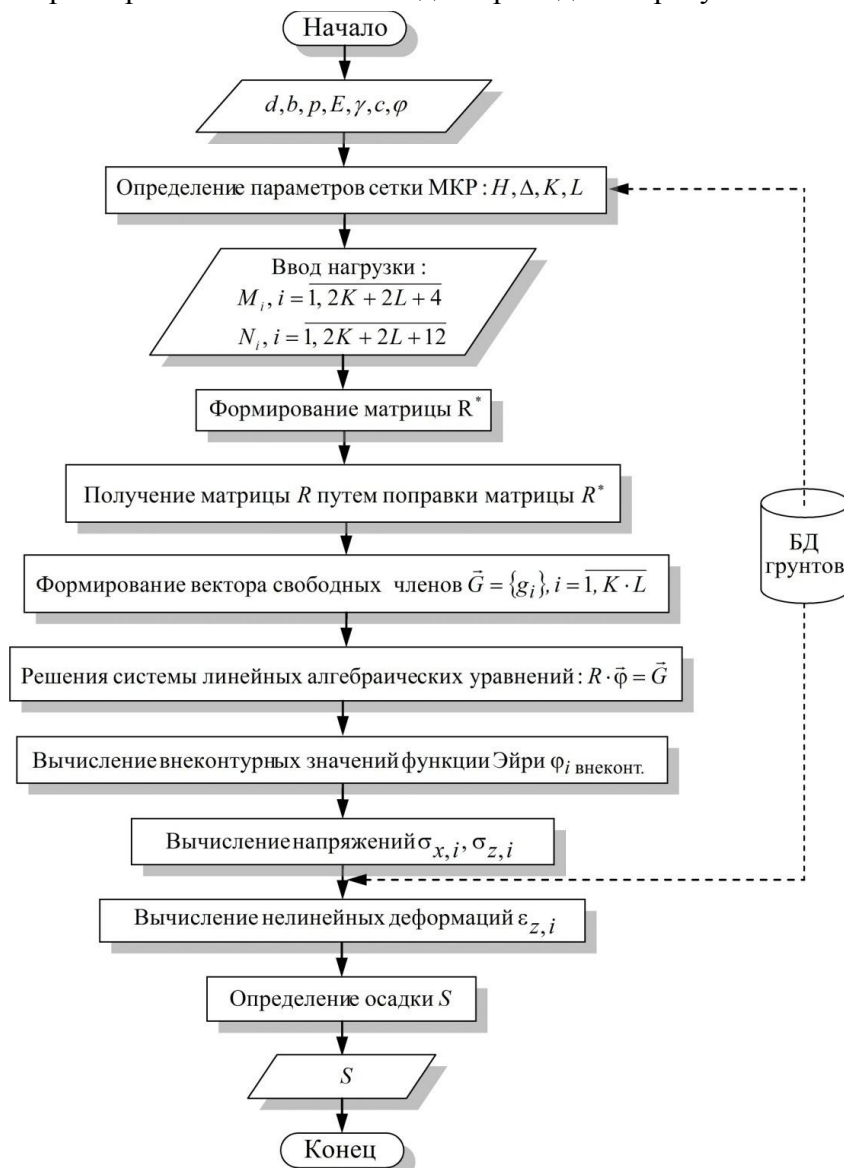 Начало
d, b, p, E, γ, c, φ
Определение параметров сетки МКР : H, Δ, K, L
Ввод нагрузки :
M_i, i = 1, 2K + 2L + 4
N_i, i = 1, 2K + 2L + 12
Формирование матрицы R*
Получение матрицы R путем поправки матрицы R*
БД
грунтов
Формирование вектора свободных членов G⃗ = {g_i}, i = 1, K · L
Решения системы линейных алгебраических уравнений : R · φ⃗ = G⃗
Вычисление внеконтурных значений функции Эйри φ_i внеконт.
Вычисление напряжений σ_x,i, σ_z,i
Вычисление нелинейных деформаций ε_z,i
Определение осадки S
S
Конец